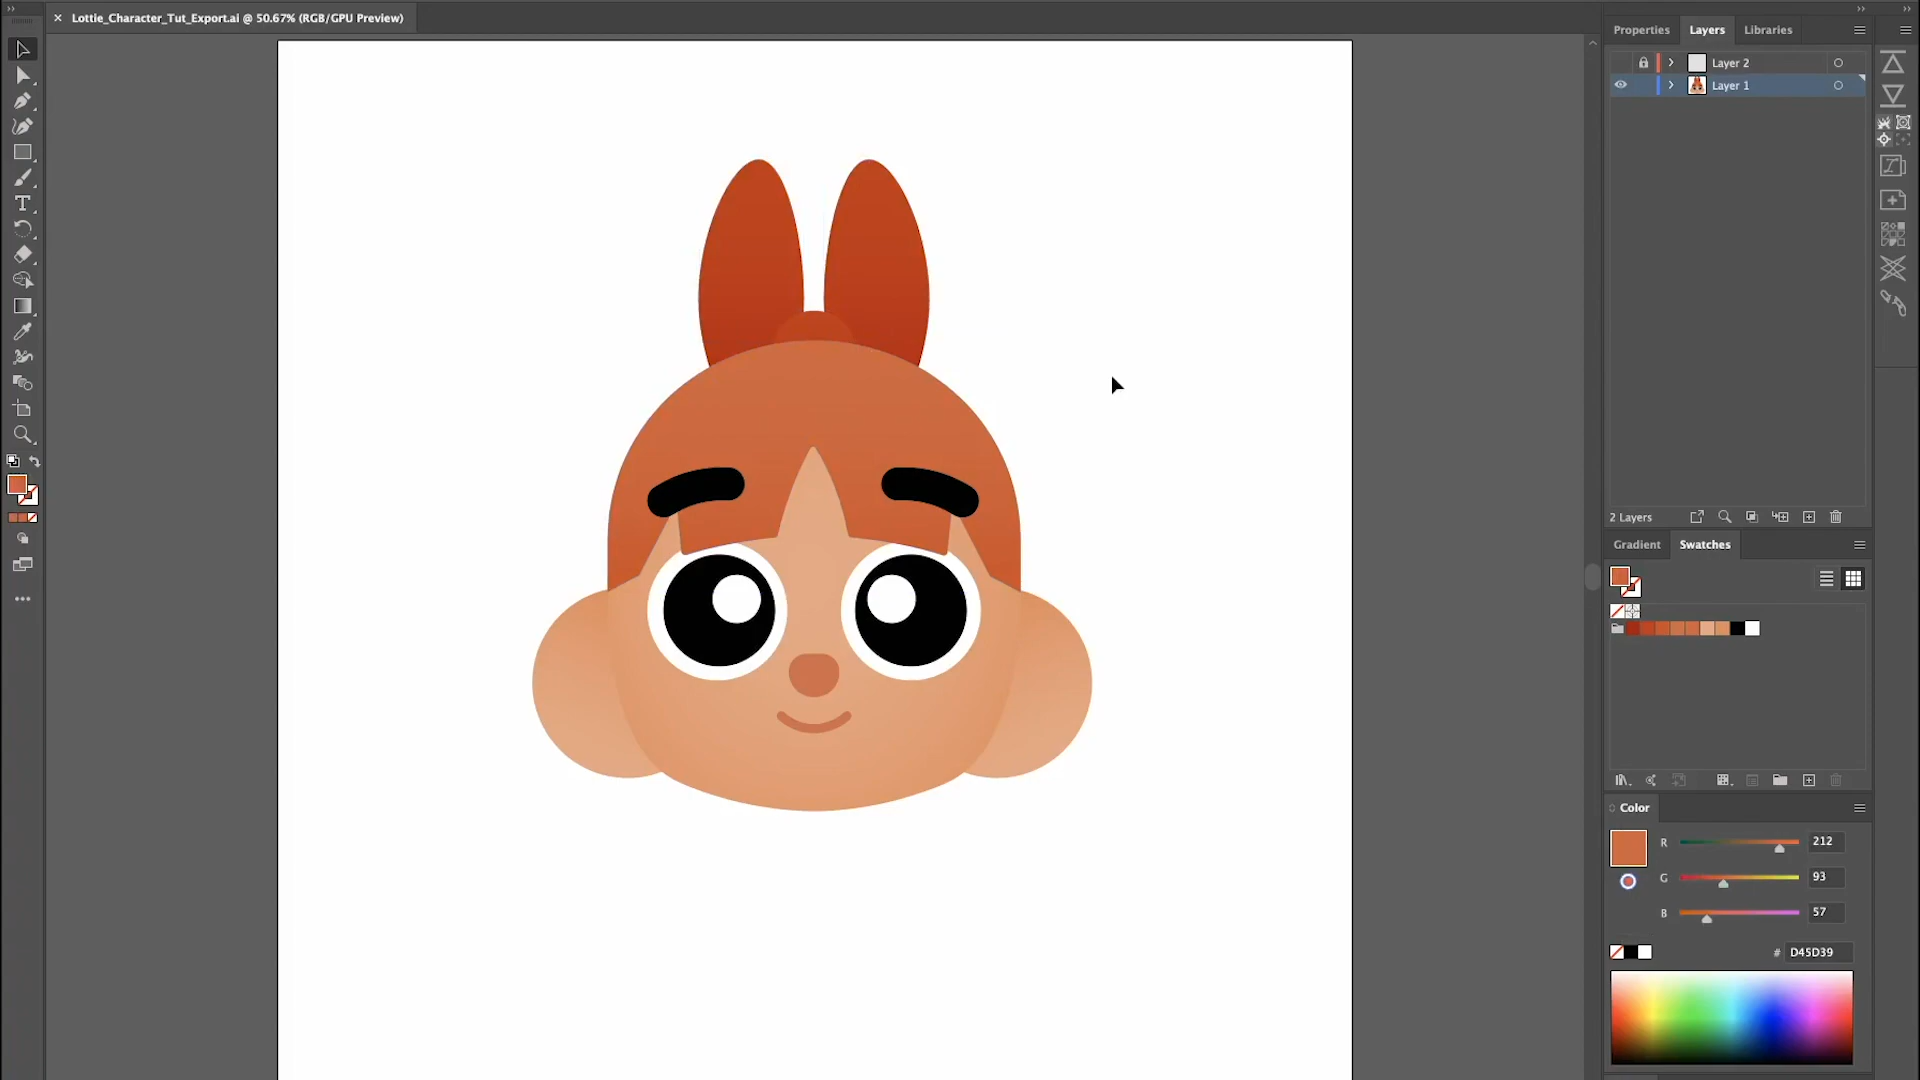 Lottie_Character_Tut_Export.ai @ 50.67% (RGB/GPU Preview)
Properties
Layers
Libraries
Layer 2
Layer 1
2 Layers
Gradient
Swatches
Color
R
212
G
93
B
57
# D45D39